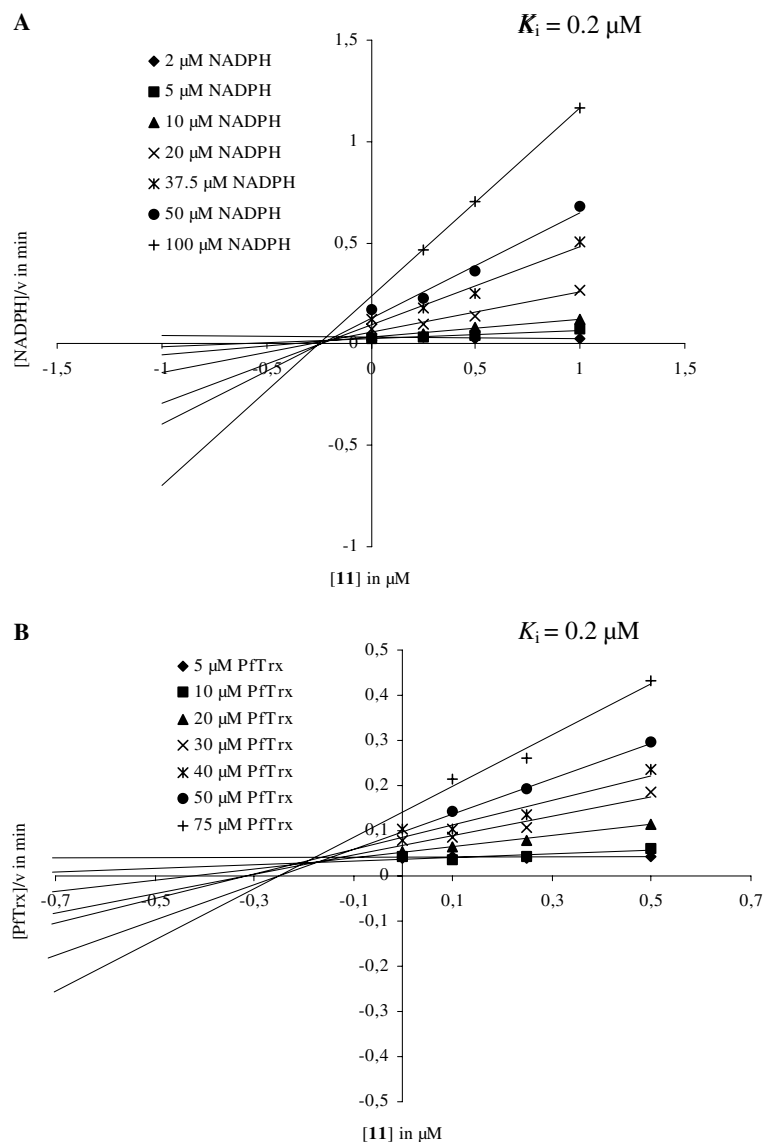 A
K_i = 0.2 µM
2 µM NADPH
5 µM NADPH
10 µM NADPH
20 µM NADPH
37.5 µM NADPH
50 µM NADPH
100 µM NADPH
[NADPH]/v in min
1,5
1
0,5
0
-0,5
-1
-1,5
-1
-0,5
0
0,5
1
1,5
[11] in µM
B
K_i = 0.2 µM
5 µM PfTrx
10 µM PfTrx
20 µM PfTrx
30 µM PfTrx
40 µM PfTrx
50 µM PfTrx
75 µM PfTrx
[PfTrx]/v in min
0,5
0,4
0,3
0,2
0,1
0
-0,1
-0,2
-0,3
-0,4
-0,5
-0,7
-0,5
-0,3
-0,1
0,1
0,3
0,5
0,7
[11] in µM